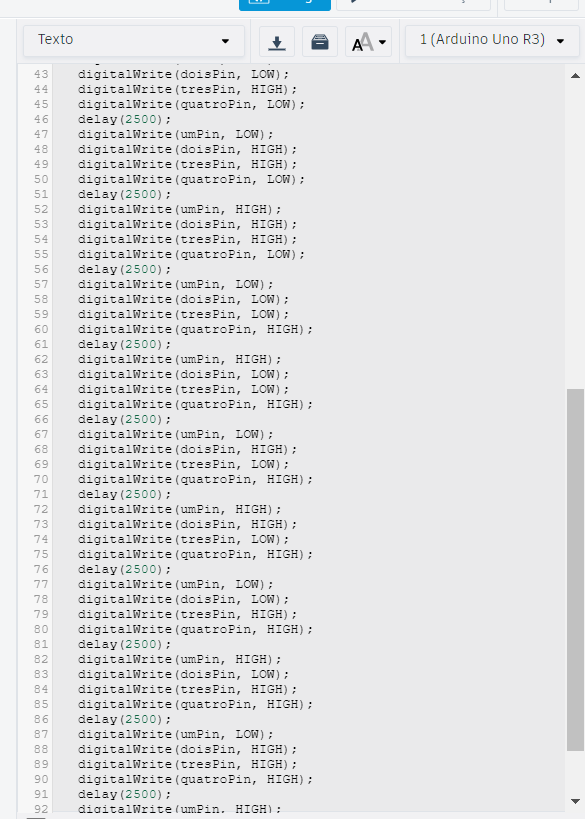 Texto
1 (Arduino Uno R3)
43 digitalWrite(doisPin, LOW);
44 digitalWrite(tresPin, HIGH);
45 digitalWrite(quatroPin, LOW);
46 delay(2500);
47 digitalWrite(umPin, LOW);
48 digitalWrite(doisPin, HIGH);
49 digitalWrite(tresPin, HIGH);
50 digitalWrite(quatroPin, LOW);
51 delay(2500);
52 digitalWrite(umPin, HIGH);
53 digitalWrite(doisPin, HIGH);
54 digitalWrite(tresPin, HIGH);
55 digitalWrite(quatroPin, LOW);
56 delay(2500);
57 digitalWrite(umPin, LOW);
58 digitalWrite(doisPin, LOW);
59 digitalWrite(tresPin, LOW);
60 digitalWrite(quatroPin, HIGH);
61 delay(2500);
62 digitalWrite(umPin, HIGH);
63 digitalWrite(doisPin, LOW);
64 digitalWrite(tresPin, LOW);
65 digitalWrite(quatroPin, HIGH);
66 delay(2500);
67 digitalWrite(umPin, LOW);
68 digitalWrite(doisPin, HIGH);
69 digitalWrite(tresPin, LOW);
70 digitalWrite(quatroPin, HIGH);
71 delay(2500);
72 digitalWrite(umPin, HIGH);
73 digitalWrite(doisPin, HIGH);
74 digitalWrite(tresPin, LOW);
75 digitalWrite(quatroPin, HIGH);
76 delay(2500);
77 digitalWrite(umPin, LOW);
78 digitalWrite(doisPin, LOW);
79 digitalWrite(tresPin, HIGH);
80 digitalWrite(quatroPin, HIGH);
81 delay(2500);
82 digitalWrite(umPin, HIGH);
83 digitalWrite(doisPin, LOW);
84 digitalWrite(tresPin, HIGH);
85 digitalWrite(quatroPin, HIGH);
86 delay(2500);
87 digitalWrite(umPin, LOW);
88 digitalWrite(doisPin, HIGH);
89 digitalWrite(tresPin, HIGH);
90 digitalWrite(quatroPin, HIGH);
91 delay(2500);
92 digitalWrite(umPin, HIGH);